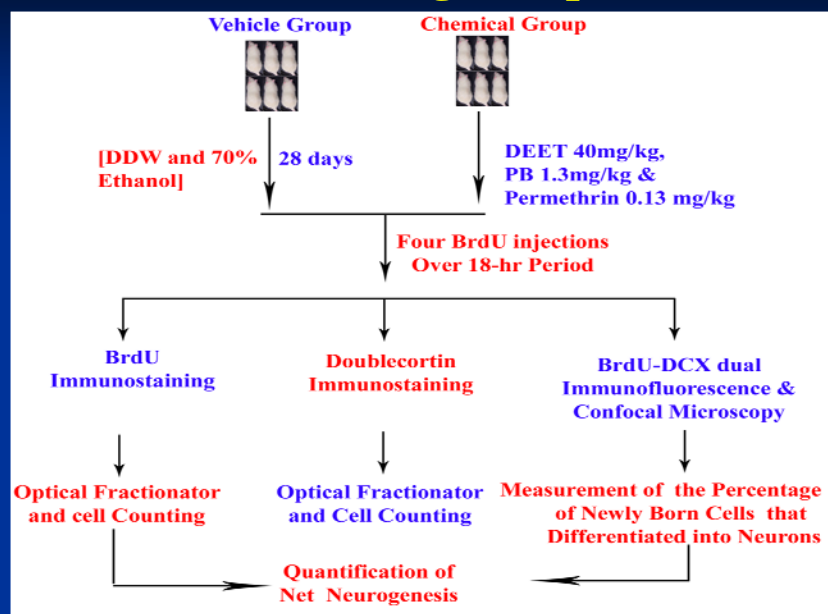 Vehicle Group
Chemical Group
[DDW and 70%
Ethanol]
28 days
DEET 40mg/kg,
PB 1.3mg/kg &
Permethrin 0.13 mg/kg
Four BrdU injections
Over 18-hr Period
BrdU
Immunostaining
Doublecortin
Immunostaining
BrdU-DCX dual
Immunofluorescence &
Confocal Microscopy
Optical Fractionator
and cell Counting
Optical Fractionator
and Cell Counting
Measurement of the Percentage
of Newly Born Cells that
Differentiated into Neurons
Quantification of
Net Neurogenesis